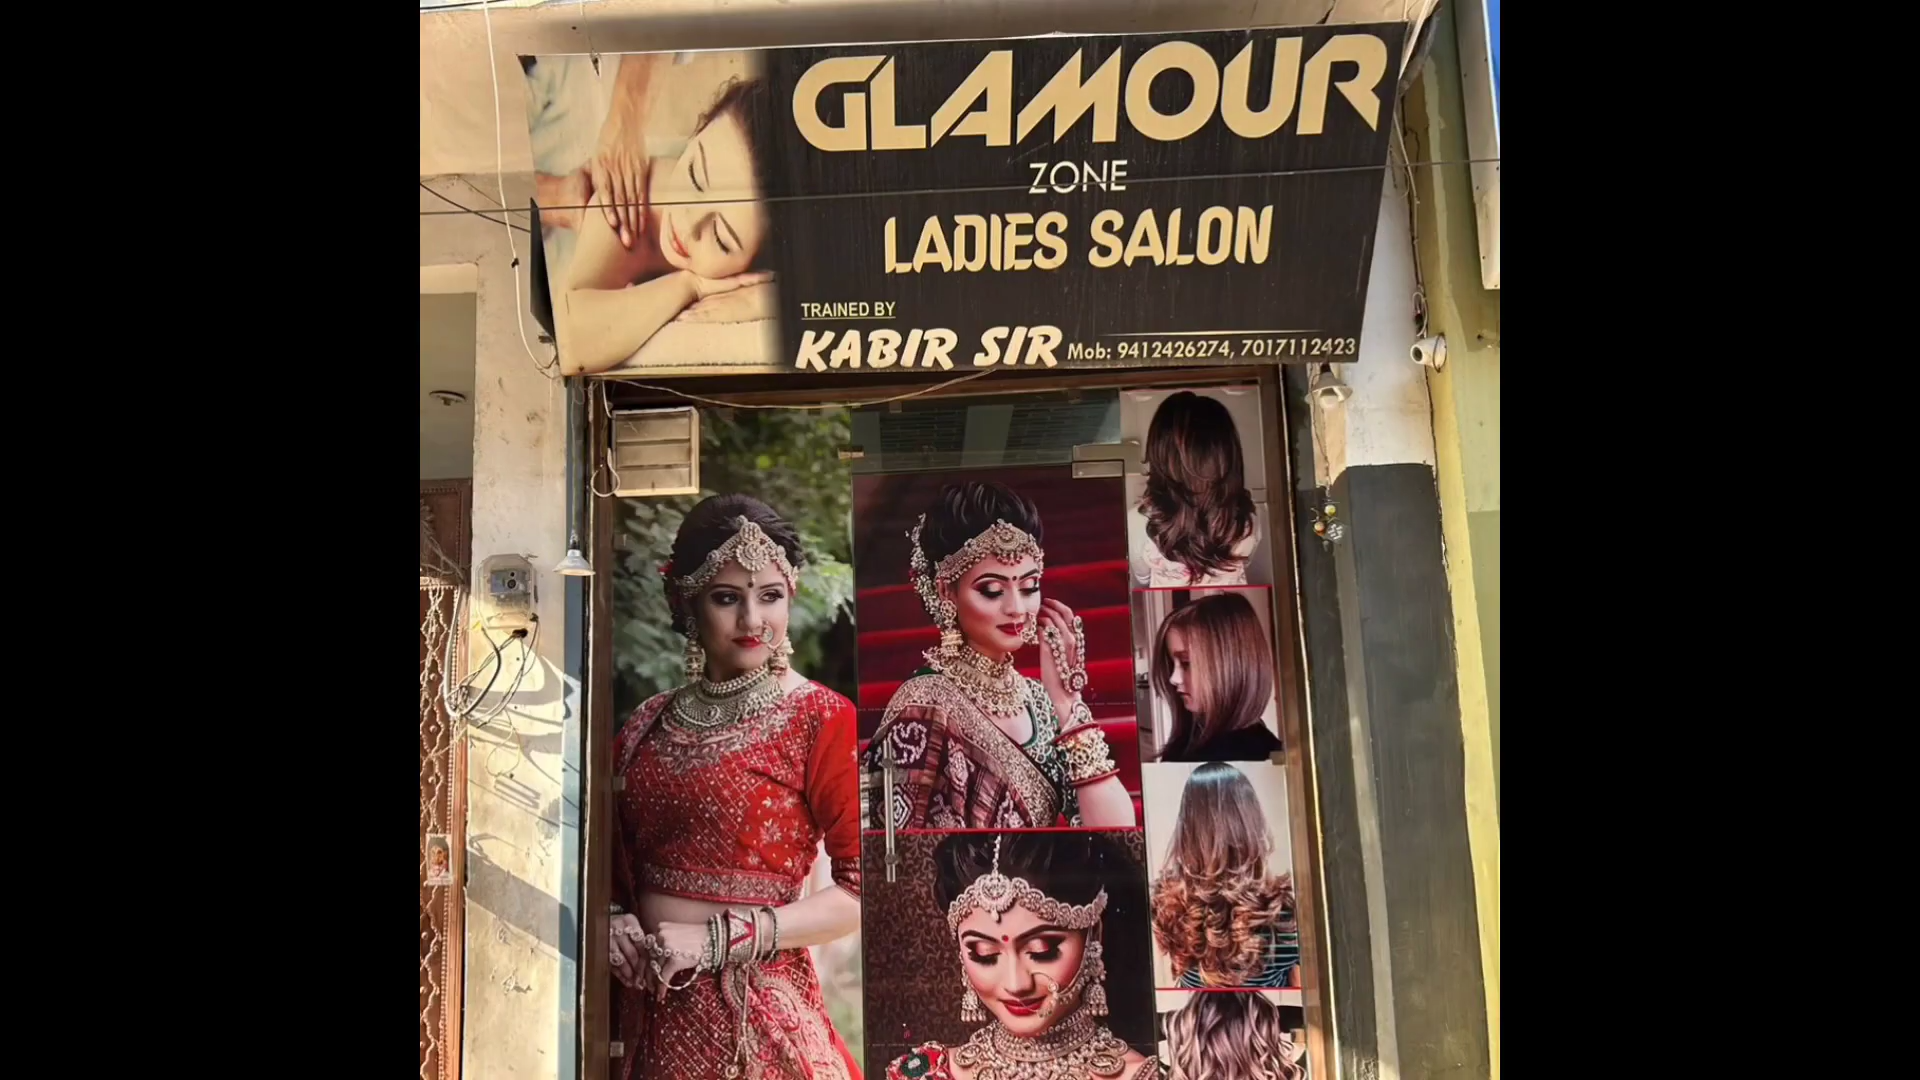 GLAMOUR
ZONE
LADIES SALON
TRAINED BY
KABIR SIR Mob: 9412426274, 7017112423